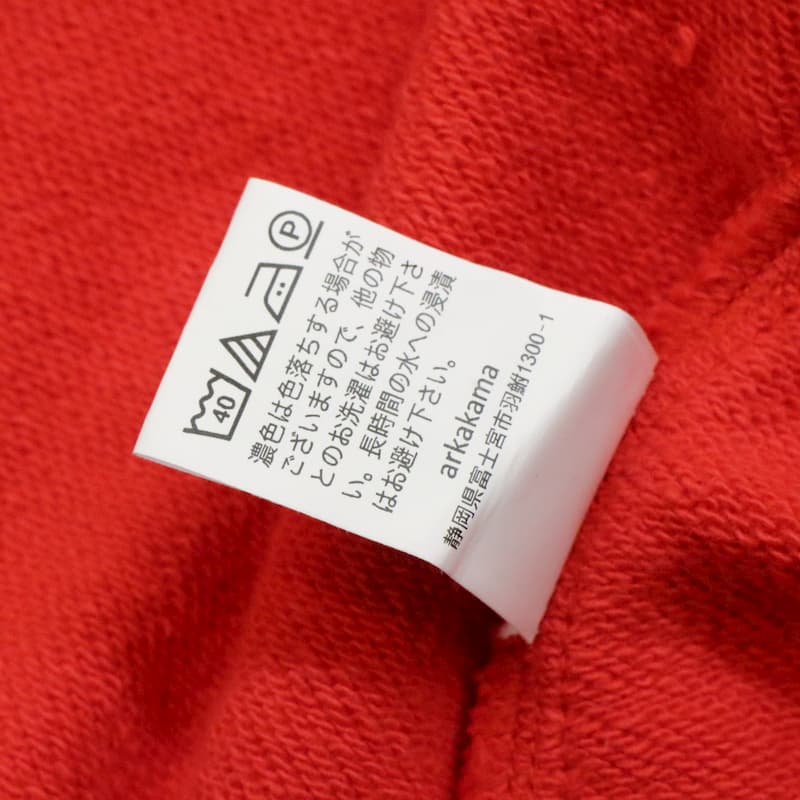 40
P
濃色は色落ちする場合が
ございますので、他の物
とのお洗濯はお避け下さ
い。長時間の水への浸漬
はお避け下さい。
arkakama
静岡県富士宮市羽鮒1300-1